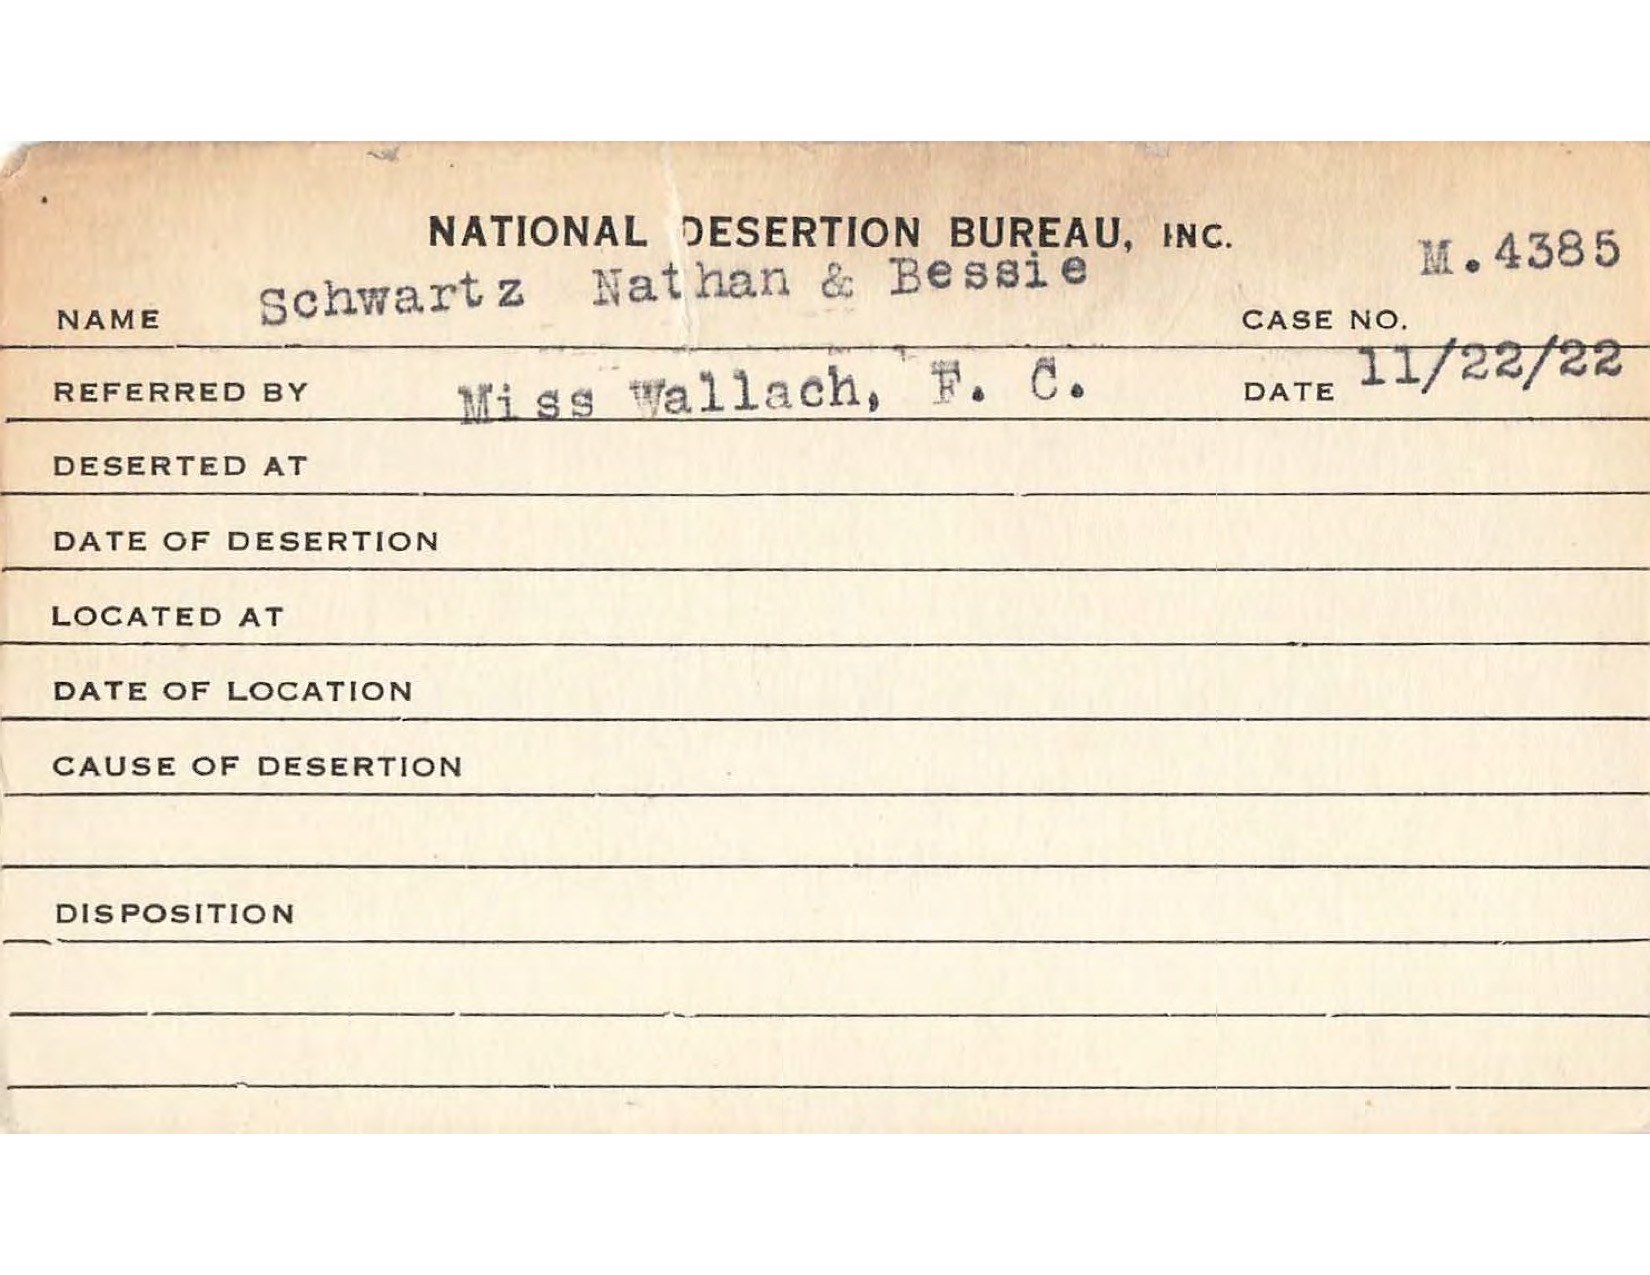 NATIONAL DESERTION BUREAU, INC.
M.4385
NAME Schwartz Nathan & Bessie CASE NO.
REFERRED BY Miss Wallach, F. C. DATE 11/22/22
DESERTED AT
DATE OF DESERTION
LOCATED AT
DATE OF LOCATION
CAUSE OF DESERTION
DISPOSITION